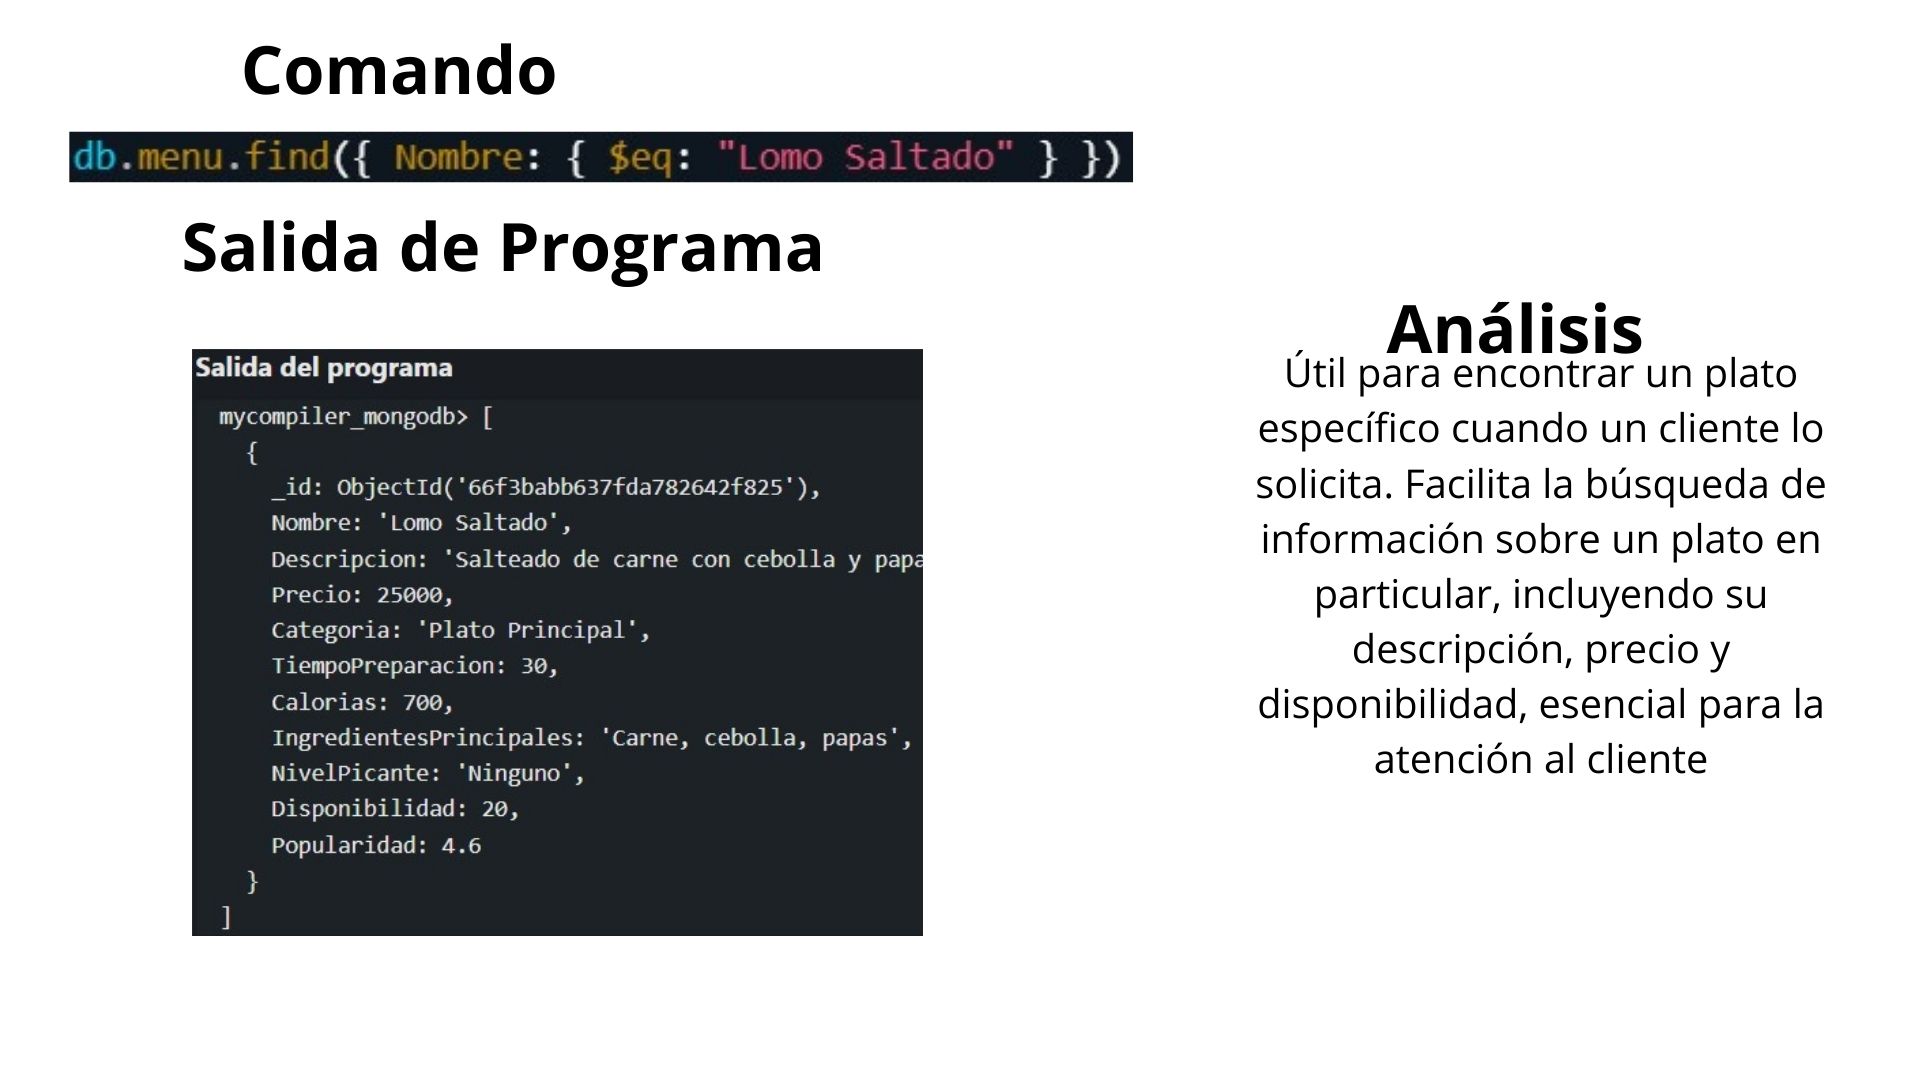 Comando
db.menu.find({ Nombre: { $eq: "Lomo Saltado" } })
Salida de Programa
Salida del programa
mycompiler_mongodb> [
{
_id: ObjectId('66f3babb637fda782642f825'),
Nombre: 'Lomo Saltado',
Descripcion: 'Salteado de carne con cebolla y papa
Precio: 25000,
Categoria: 'Plato Principal',
TiempoPreparacion: 30,
Calorias: 700,
IngredientesPrincipales: 'Carne, cebolla, papas',
NivelPicante: 'Ninguno',
Disponibilidad: 20,
Popularidad: 4.6
}
]
Análisis
Útil para encontrar un plato
específico cuando un cliente lo
solicita. Facilita la búsqueda de
información sobre un plato en
particular, incluyendo su
descripción, precio y
disponibilidad, esencial para la
atención al cliente